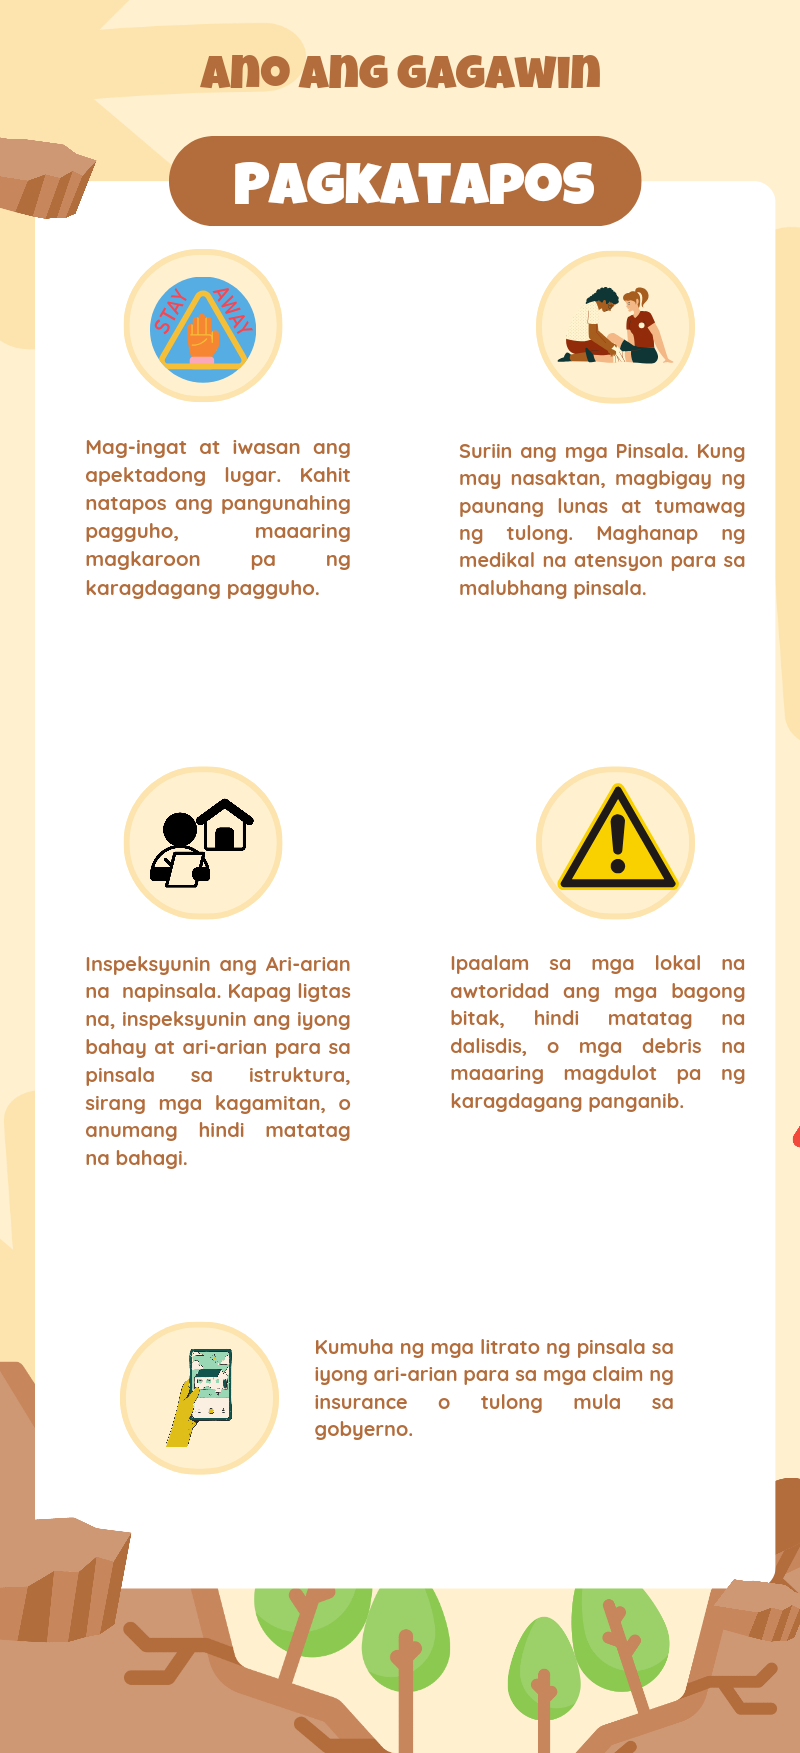 ANO ANG GAGAWIN
PAGKATAPOS
STAY AWAY
Mag-ingat at iwasan ang
apektadong lugar. Kahit
natapos ang pangunahing
pagguho, maaaring
magkaroon pa ng
karagdagang pagguho.
Suriin ang mga Pinsala. Kung
may nasaktan, magbigay ng
paunang lunas at tumawag
ng tulong. Maghanap ng
medikal na atensyon para sa
malubhang pinsala.
Inspeksyunin ang Ari-arian
na napinsala. Kapag ligtas
na, inspeksyunin ang iyong
bahay at ari-arian para sa
pinsala sa istruktura,
sirang mga kagamitan, o
anumang hindi matatag
na bahagi.
Ipaalam sa mga lokal na
awtoridad ang mga bagong
bitak, hindi matatag na
dalisdis, o mga debris na
maaaring magdulot pa ng
karagdagang panganib.
Kumuha ng mga litrato ng pinsala sa
iyong ari-arian para sa mga claim ng
insurance o tulong mula sa
gobyerno.